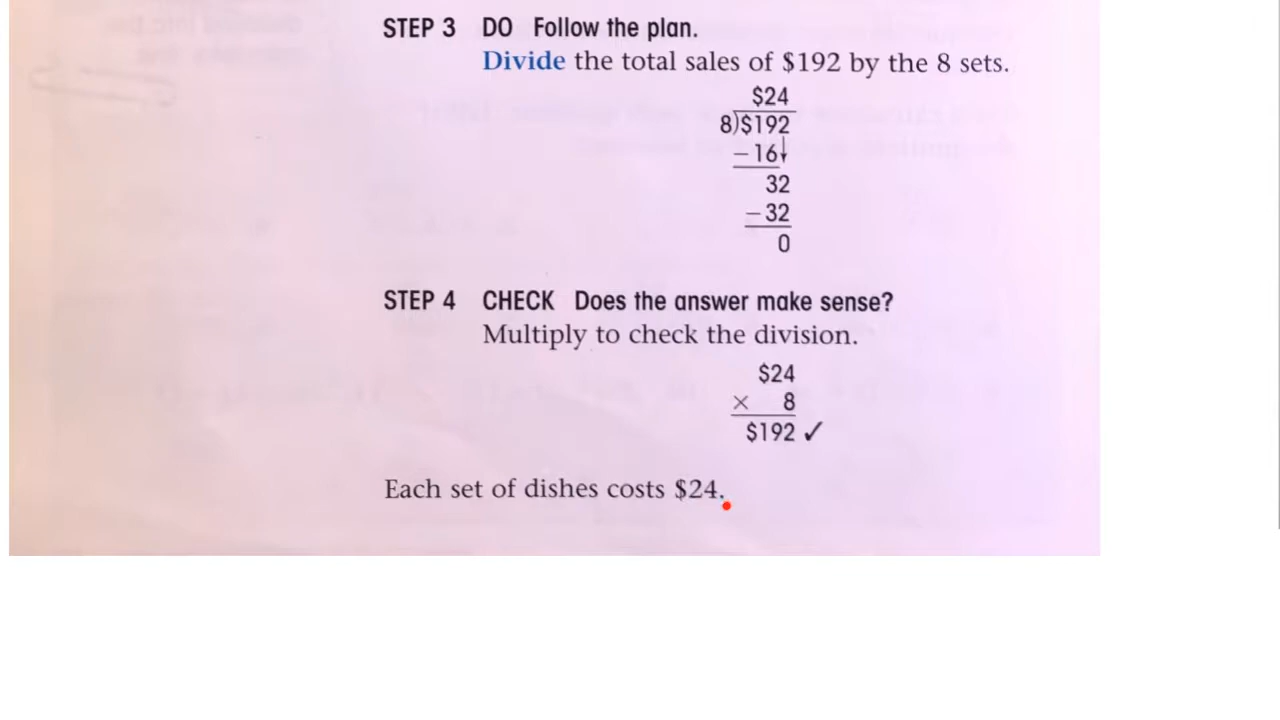 STEP 3 DO Follow the plan.
Divide the total sales of $192 by the 8 sets.
$24
8)$192
−16
32
−32
0
STEP 4 CHECK Does the answer make sense?
Multiply to check the division.
$24
× 8
$192 ✓
Each set of dishes costs $24.